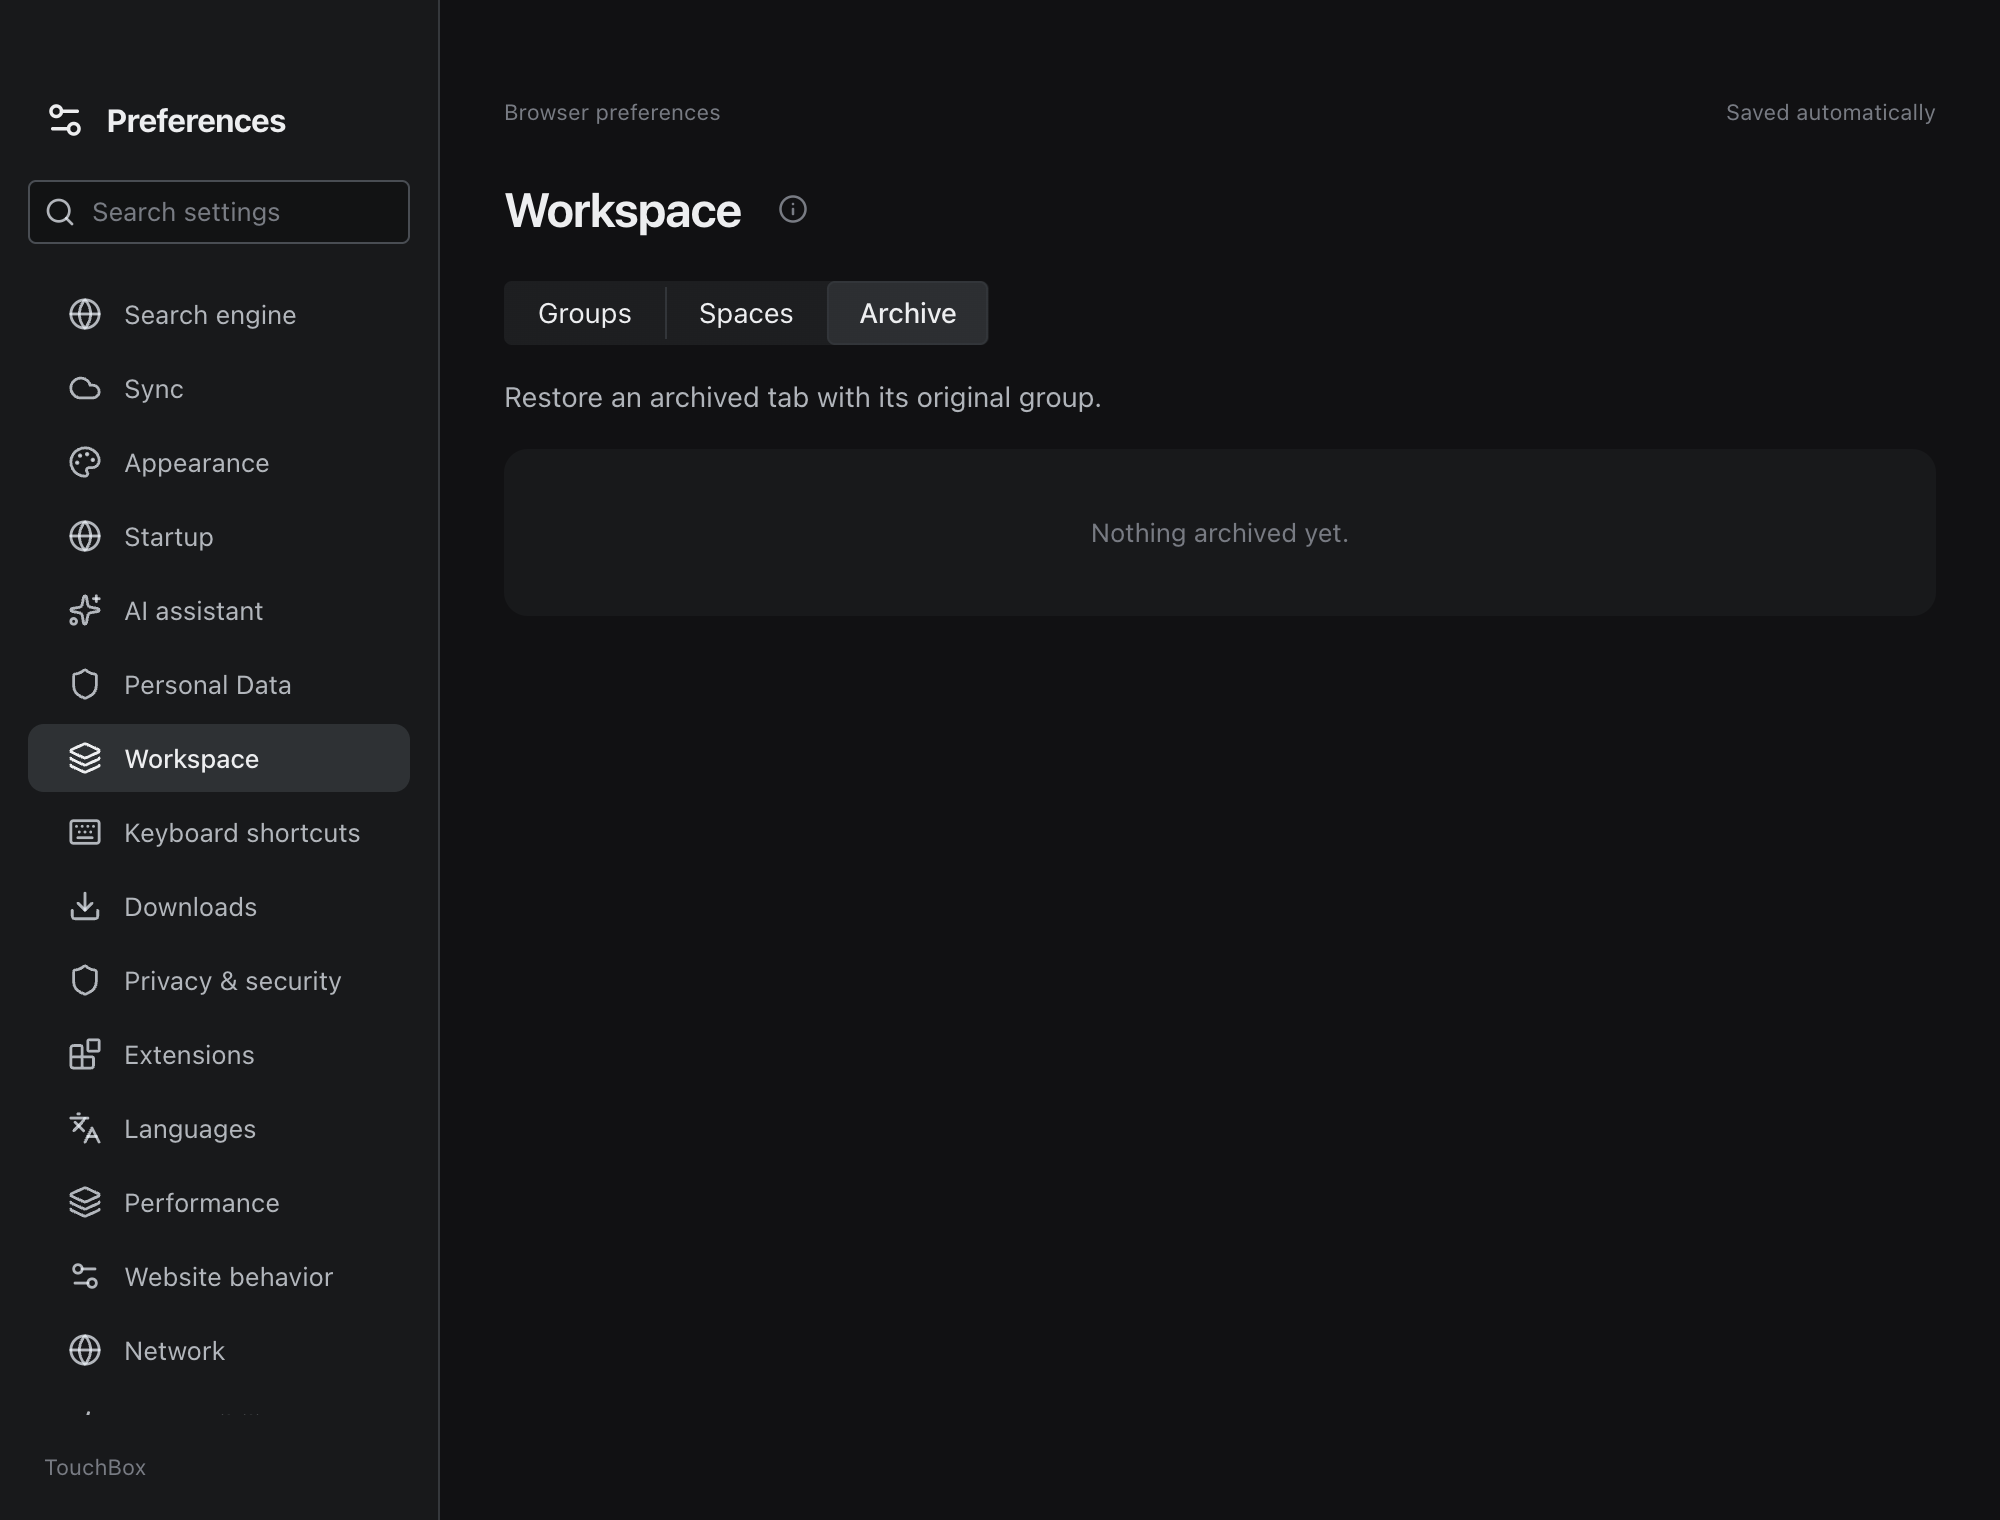 Preferences
Search settings
Search engine
Sync
Appearance
Startup
AI assistant
Personal Data
Workspace
Keyboard shortcuts
Downloads
Privacy & security
Extensions
Languages
Performance
Website behavior
Network
TouchBox
Browser preferences
Saved automatically
Workspace
Groups
Spaces
Archive
Restore an archived tab with its original group.
Nothing archived yet.